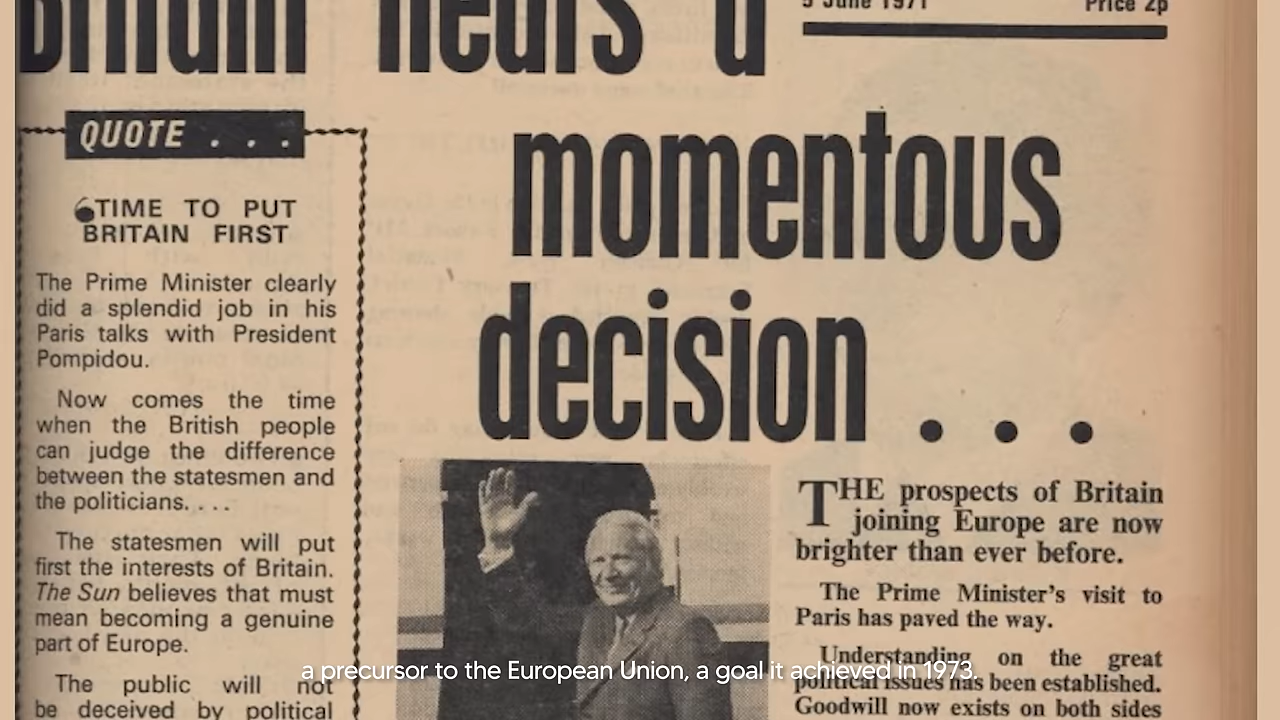 Britain nears a
5 June 1971
Price 2p
QUOTE . . .
TIME TO PUT
BRITAIN FIRST
The Prime Minister clearly
did a splendid job in his
Paris talks with President
Pompidou.
Now comes the time
when the British people
can judge the difference
between the statesmen and
the politicians. . . .
The statesmen will put
first the interests of Britain.
The Sun believes that must
mean becoming a genuine
part of Europe.
The public will not
be deceived by political
momentous
decision . . .
THE prospects of Britain
joining Europe are now
brighter than ever before.
The Prime Minister's visit to
Paris has paved the way.
Understanding on the great
political issues has been established.
Goodwill now exists on both sides
a precursor to the European Union, a goal it achieved in 1973.